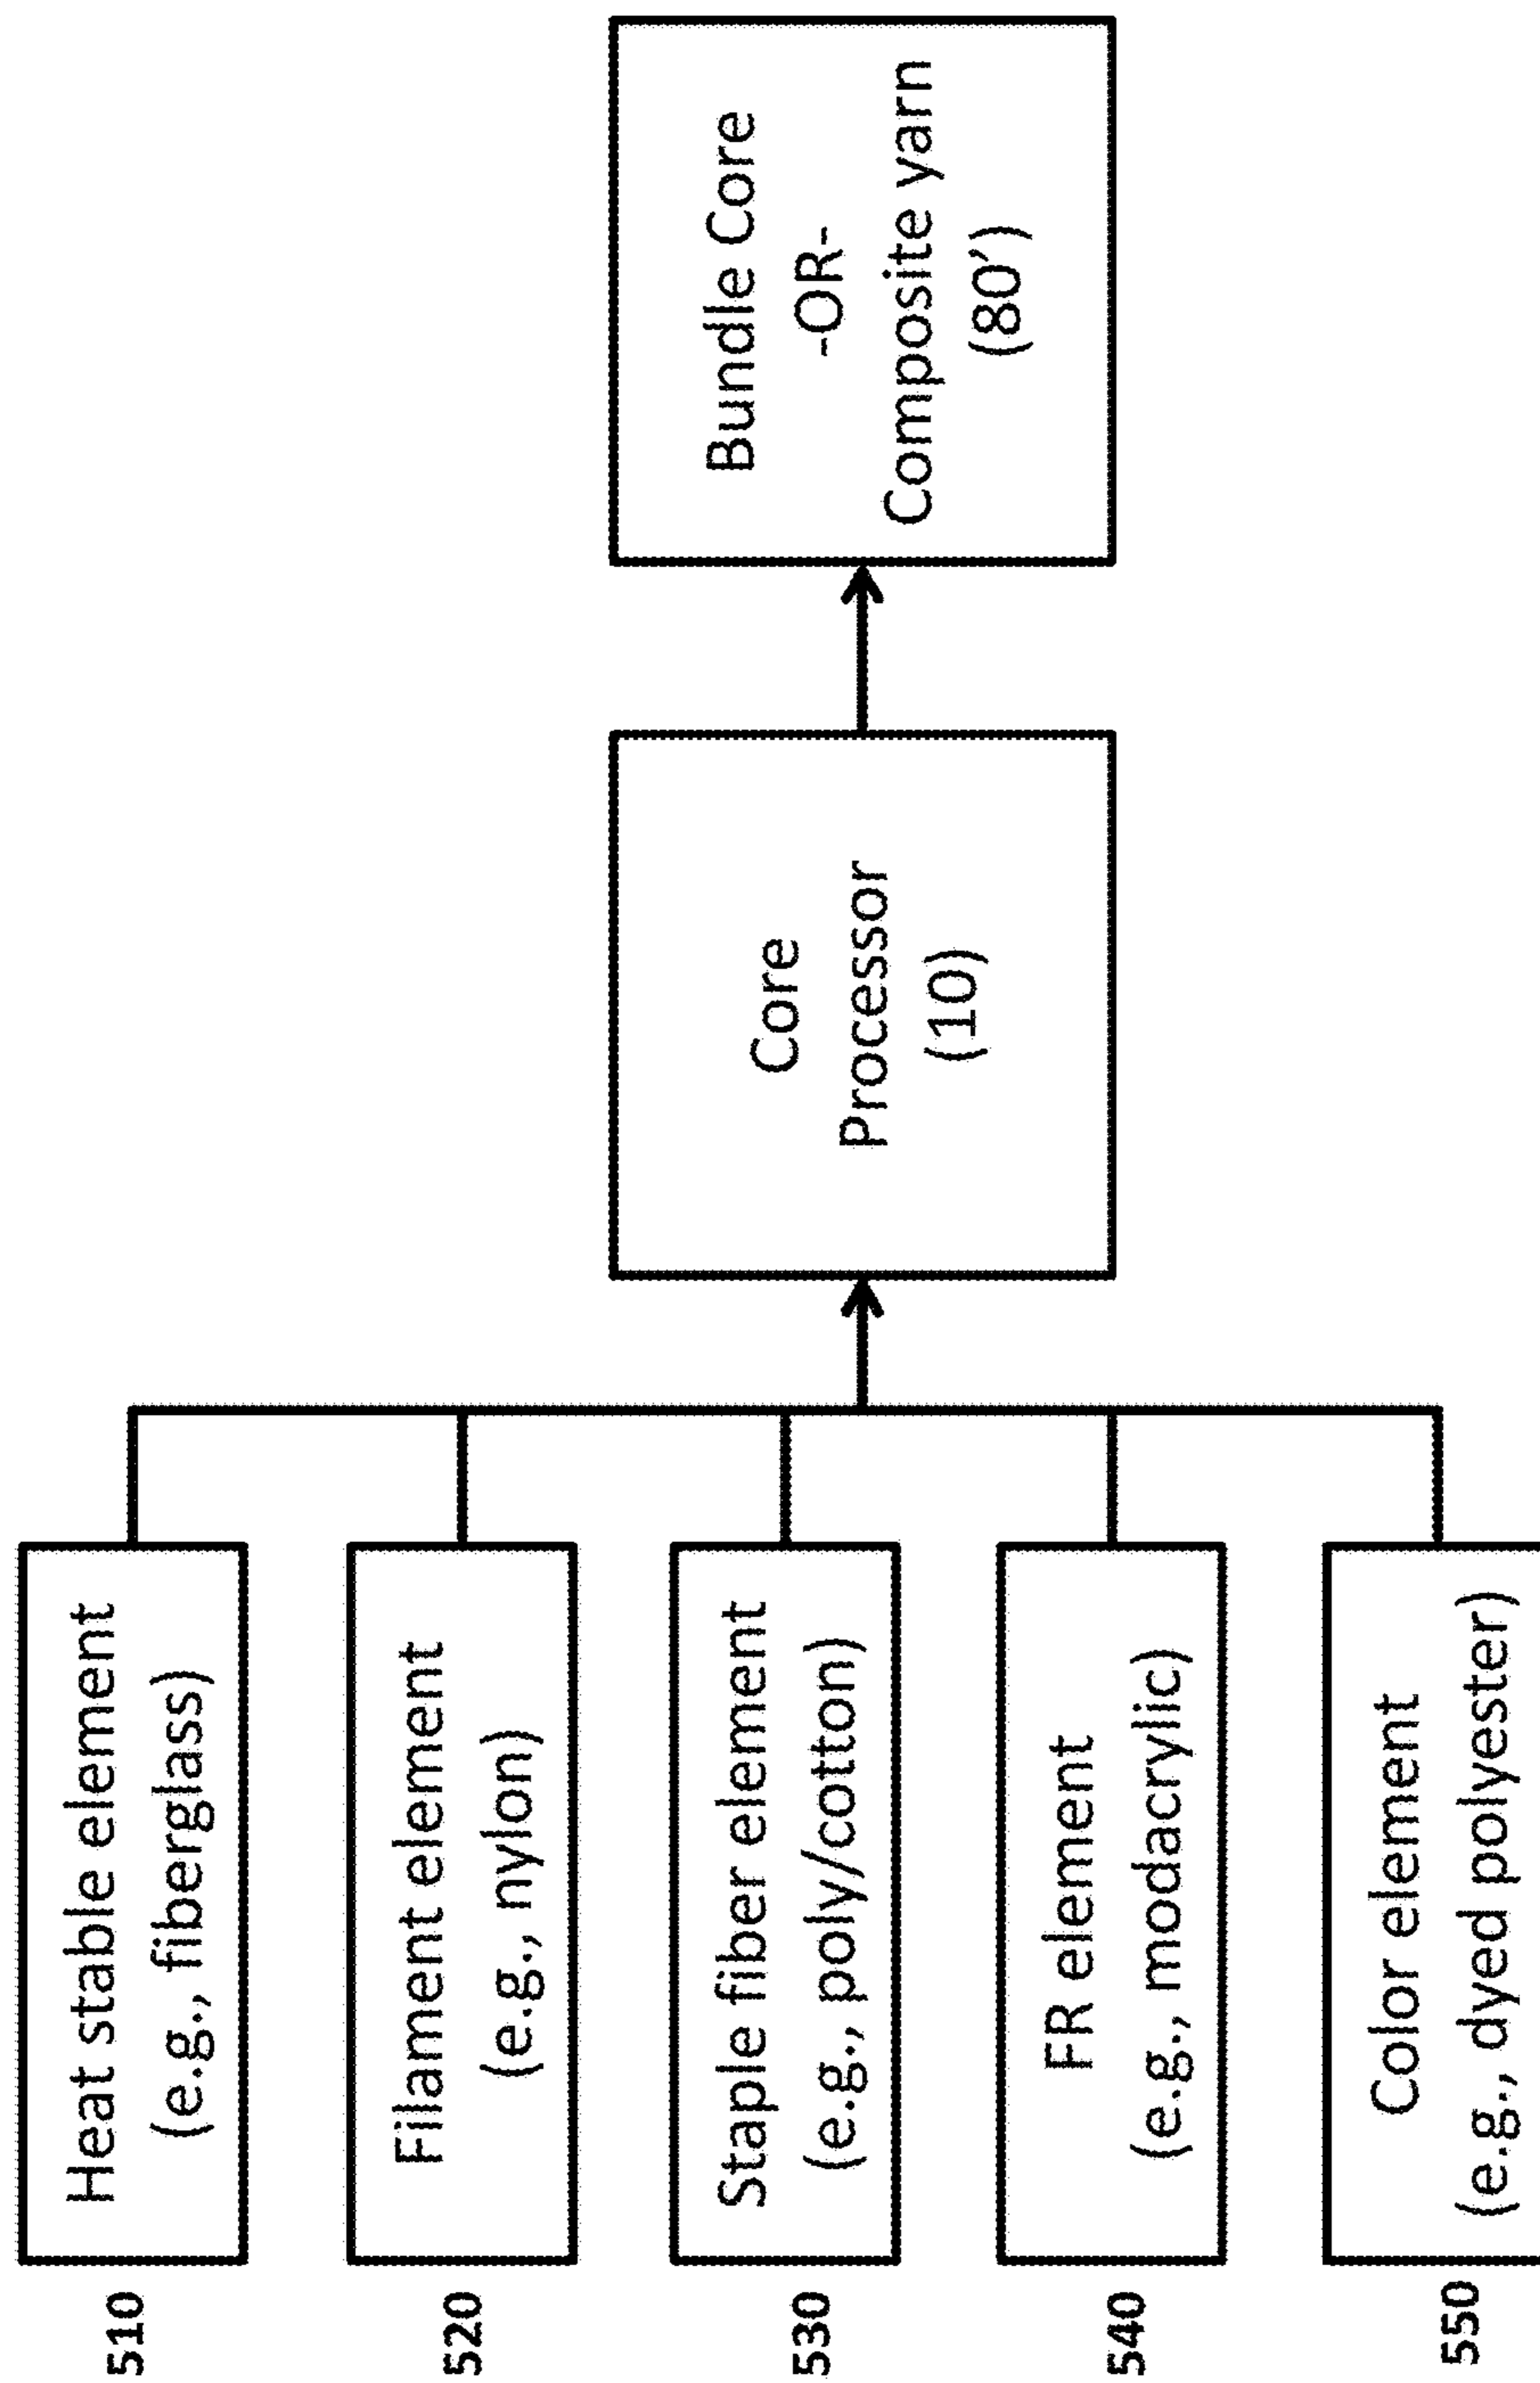 510
Heat stable element
(e.g., fiberglass)
520
Filament element
(e.g., nylon)
530
Staple fiber element
(e.g., poly/cotton)
540
FR element
(e.g., modacrylic)
550
Color element
(e.g., dyed polyester)
Core
Processor
(10)
Bundle Core
-OR-
Composite yarn
(80’)